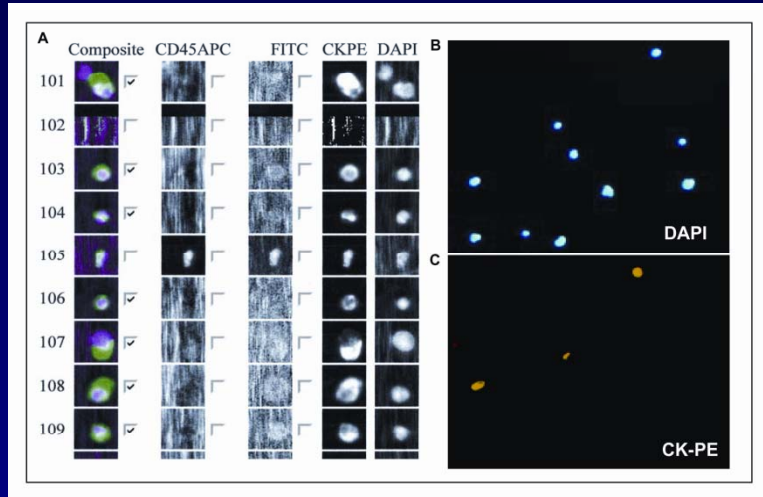 A
Composite CD45APC FITC CKPE DAPI
101
102
103
104
105
106
107
108
109
B
DAPI
C
CK-PE